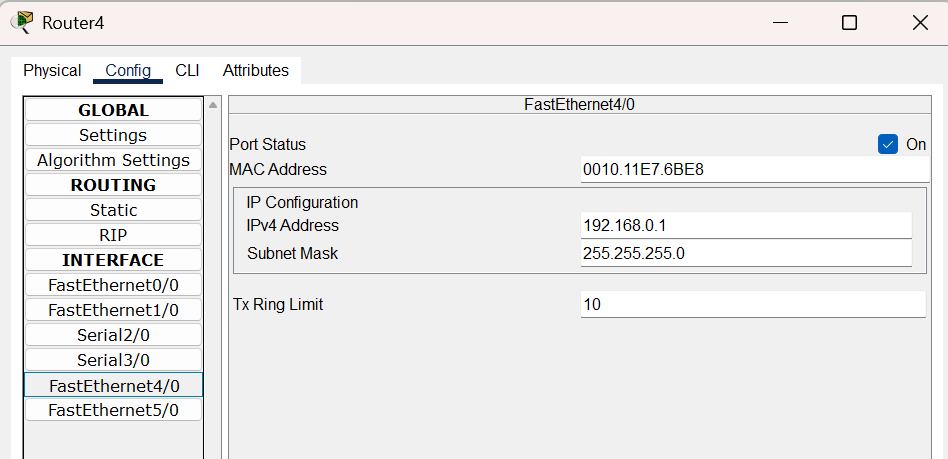 Router4
Physical Config CLI Attributes
GLOBAL
Settings
Algorithm Settings
ROUTING
Static
RIP
INTERFACE
FastEthernet0/0
FastEthernet1/0
Serial2/0
Serial3/0
FastEthernet4/0
FastEthernet5/0
FastEthernet4/0
Port Status On
MAC Address 0010.11E7.6BE8
IP Configuration
IPv4 Address 192.168.0.1
Subnet Mask 255.255.255.0
Tx Ring Limit 10